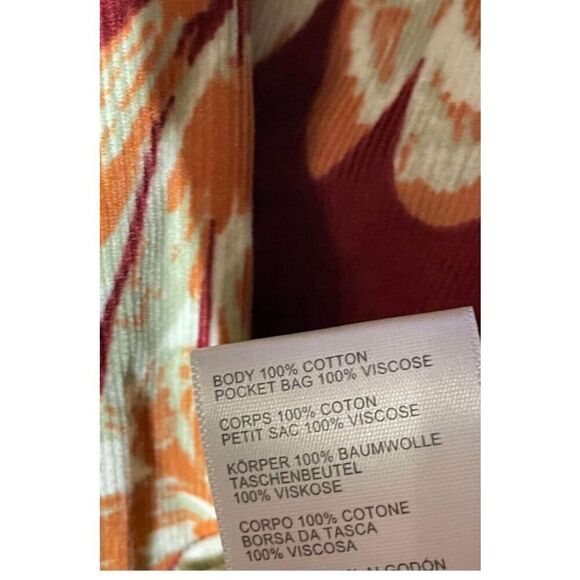 BODY 100% COTTON
POCKET BAG 100% VISCOSE
CORPS 100% COTON
PETIT SAC 100% VISCOSE
KÖRPER 100% BAUMWOLLE
TASCHENBEUTEL
100% VISKOSE
CORPO 100% COTONE
BORSA DA TASCA
100% VISCOSA
ALGODÓN